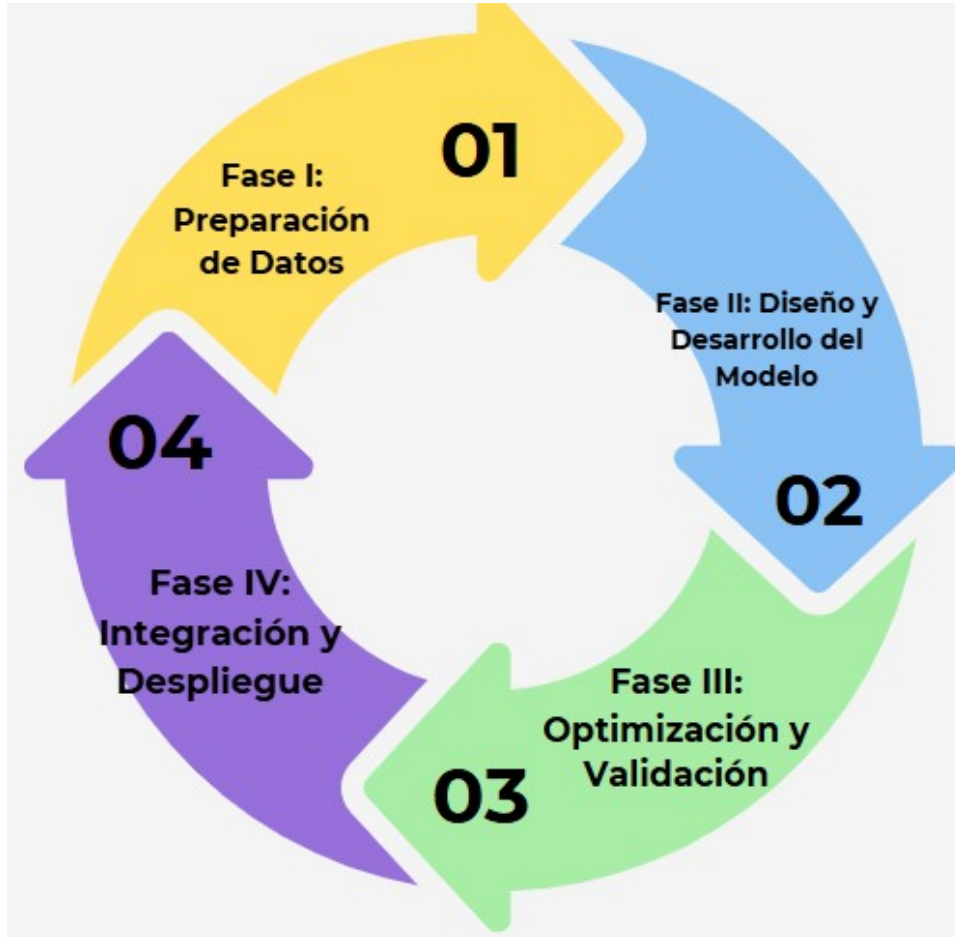 01
Fase I:
Preparación
de Datos
Fase II: Diseño y
Desarrollo del
Modelo
02
Fase III:
Optimización y
Validación
03
04
Fase IV:
Integración y
Despliegue